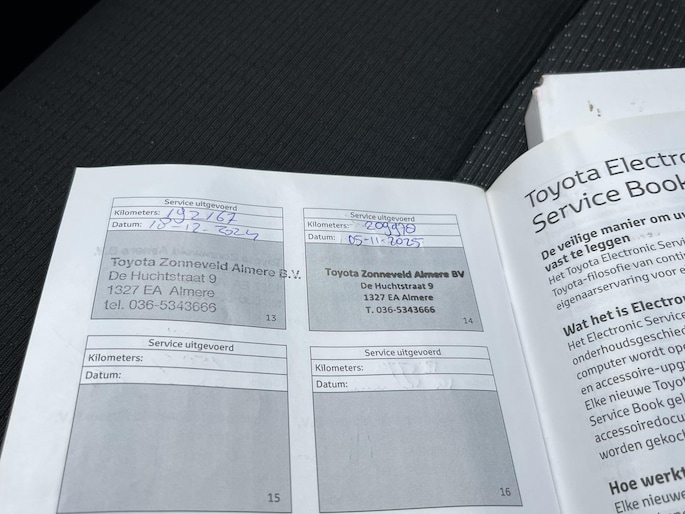 Service uitgevoerd
Kilometers: 192167
Datum: 18-12-2024
Toyota Zonneveld Almere B.V.
De Huchtstraat 9
1327 EA Almere
tel. 036-5343666
13
Service uitgevoerd
Kilometers: 209970
Datum: 05-11-2025
Toyota Zonneveld Almere BV
De Huchtstraat 9
1327 EA Almere
T. 036-5343666
14
Service uitgevoerd
Kilometers:
Datum:
15
Service uitgevoerd
Kilometers:
Datum:
16
Toyota Electro
Service Book
De veilige manier om u
vast te leggen
Het Toyota Electronic Servi
Toyota-filosofie van conti
eigenaarservaring voor e
Wat het is Electro
Het Electronic Service
onderhoudsgeschied
computer wordt op
en accessoire-upg
Elke nieuwe Toyot
Service Book gel
accessoiredocu
worden gekoch
Hoe werkt
Elke nieuwe